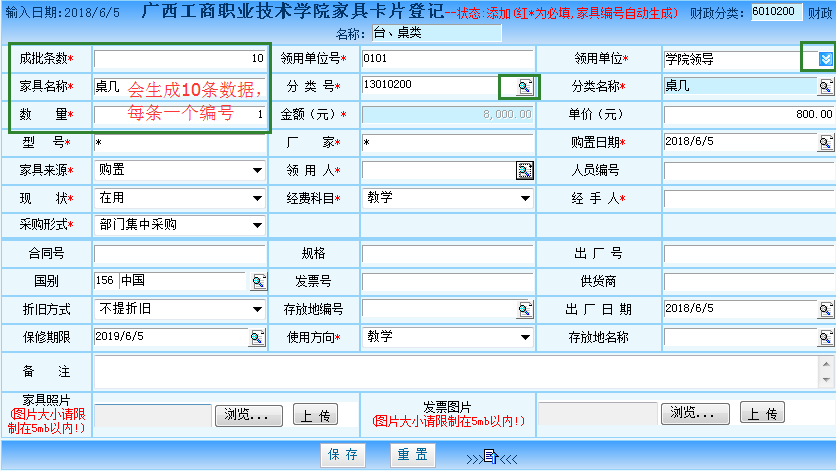 输入日期:2018/6/5 广西工商职业技术学院家具卡片登记--状态:添加(红*为必填,家具编号自动生成) 财政分类: 6010200 财政
名称: 台、桌类
成批条数* 10 领用单位号* 0101 领用单位* 学院领导
家具名称* 桌几 分 类 号* 13010200 分类名称* 桌几
会生成10条数据，
每条一个编号
数 量* 1 金额（元）* 8,000.00 单价（元） 800.00
型 号* * 厂 家* * 购置日期* 2018/6/5
家具来源* 购置 领 用 人* 人员编号
现 状* 在用 经费科目* 教学 经 手 人*
采购形式* 部门集中采购
合同号 规格 出 厂 号
国别 156 中国 发票号 供货商
折旧方式 不提折旧 存放地编号 出 厂 日 期 2018/6/5
保修期限 2019/6/5 使用方向* 教学 存放地名称
备 注
家具照片
(图片大小请限
制在5mb以内!)
浏览... 上 传
发票图片
(图片大小请限制在5mb以内!)
浏览... 上 传
保 存 重 置 >>> <<<